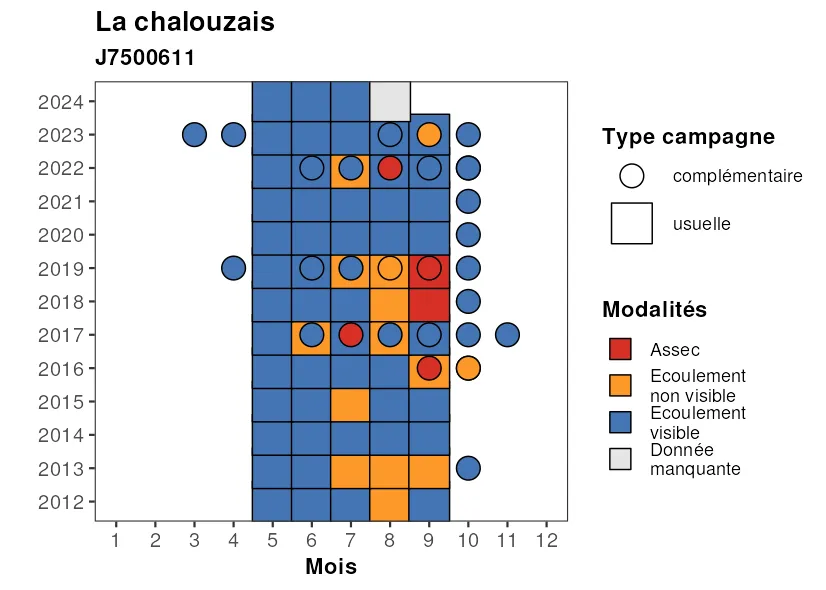 La chalouzais
J7500611
2024
2023
2022
2021
2020
2019
2018
2017
2016
2015
2014
2013
2012
1 2 3 4 5 6 7 8 9 10 11 12
Mois
Type campagne
complémentaire
usuelle
Modalités
Assec
Ecoulement
non visible
Ecoulement
visible
Donnée
manquante